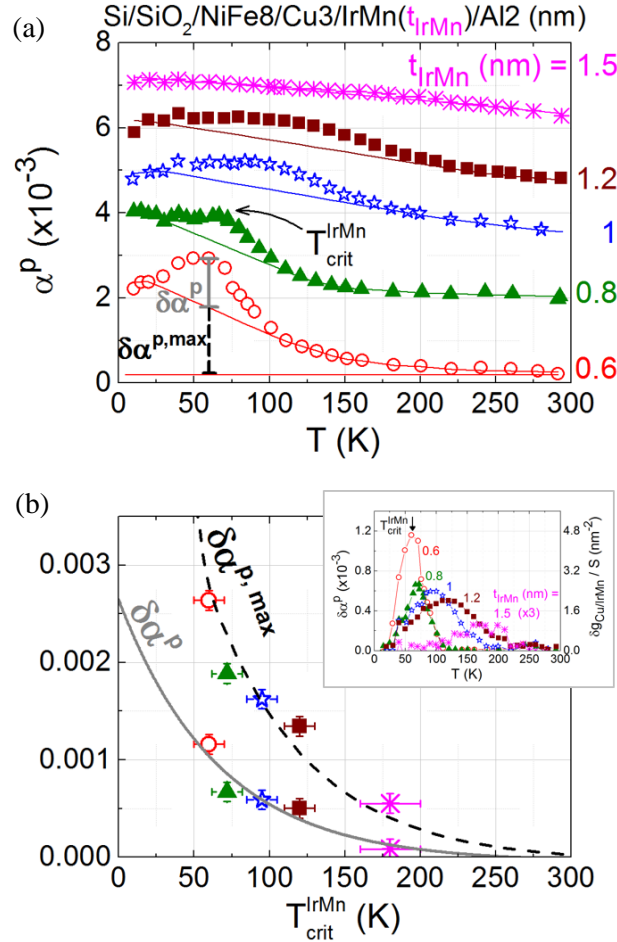 Si/SiO2/NiFe8/Cu3/IrMn(tIrMn)/Al2 (nm)
(a)
8
6
4
2
0
αp (x10-3)
tIrMn (nm) = 1.5
1.2
1
0.8
0.6
TcritIrMn
δαp
δαp,max
0 50 100 150 200 250 300
T (K)
(b)
0.003
0.002
0.001
0.000
δαp, max
δαp
0 50 100 150 200 250 300
TcritIrMn (K)
TcritIrMn
1.2
0.9
0.6
0.3
0.0
δαp (x10-3)
0.6
0.8
1
1.2
tIrMn (nm) =
1.5 (x3)
4.8
3.6
2.4
1.2
0.0
δgCu/IrMn / S (nm-2)
0 50 100 150 200 250 300
T (K)